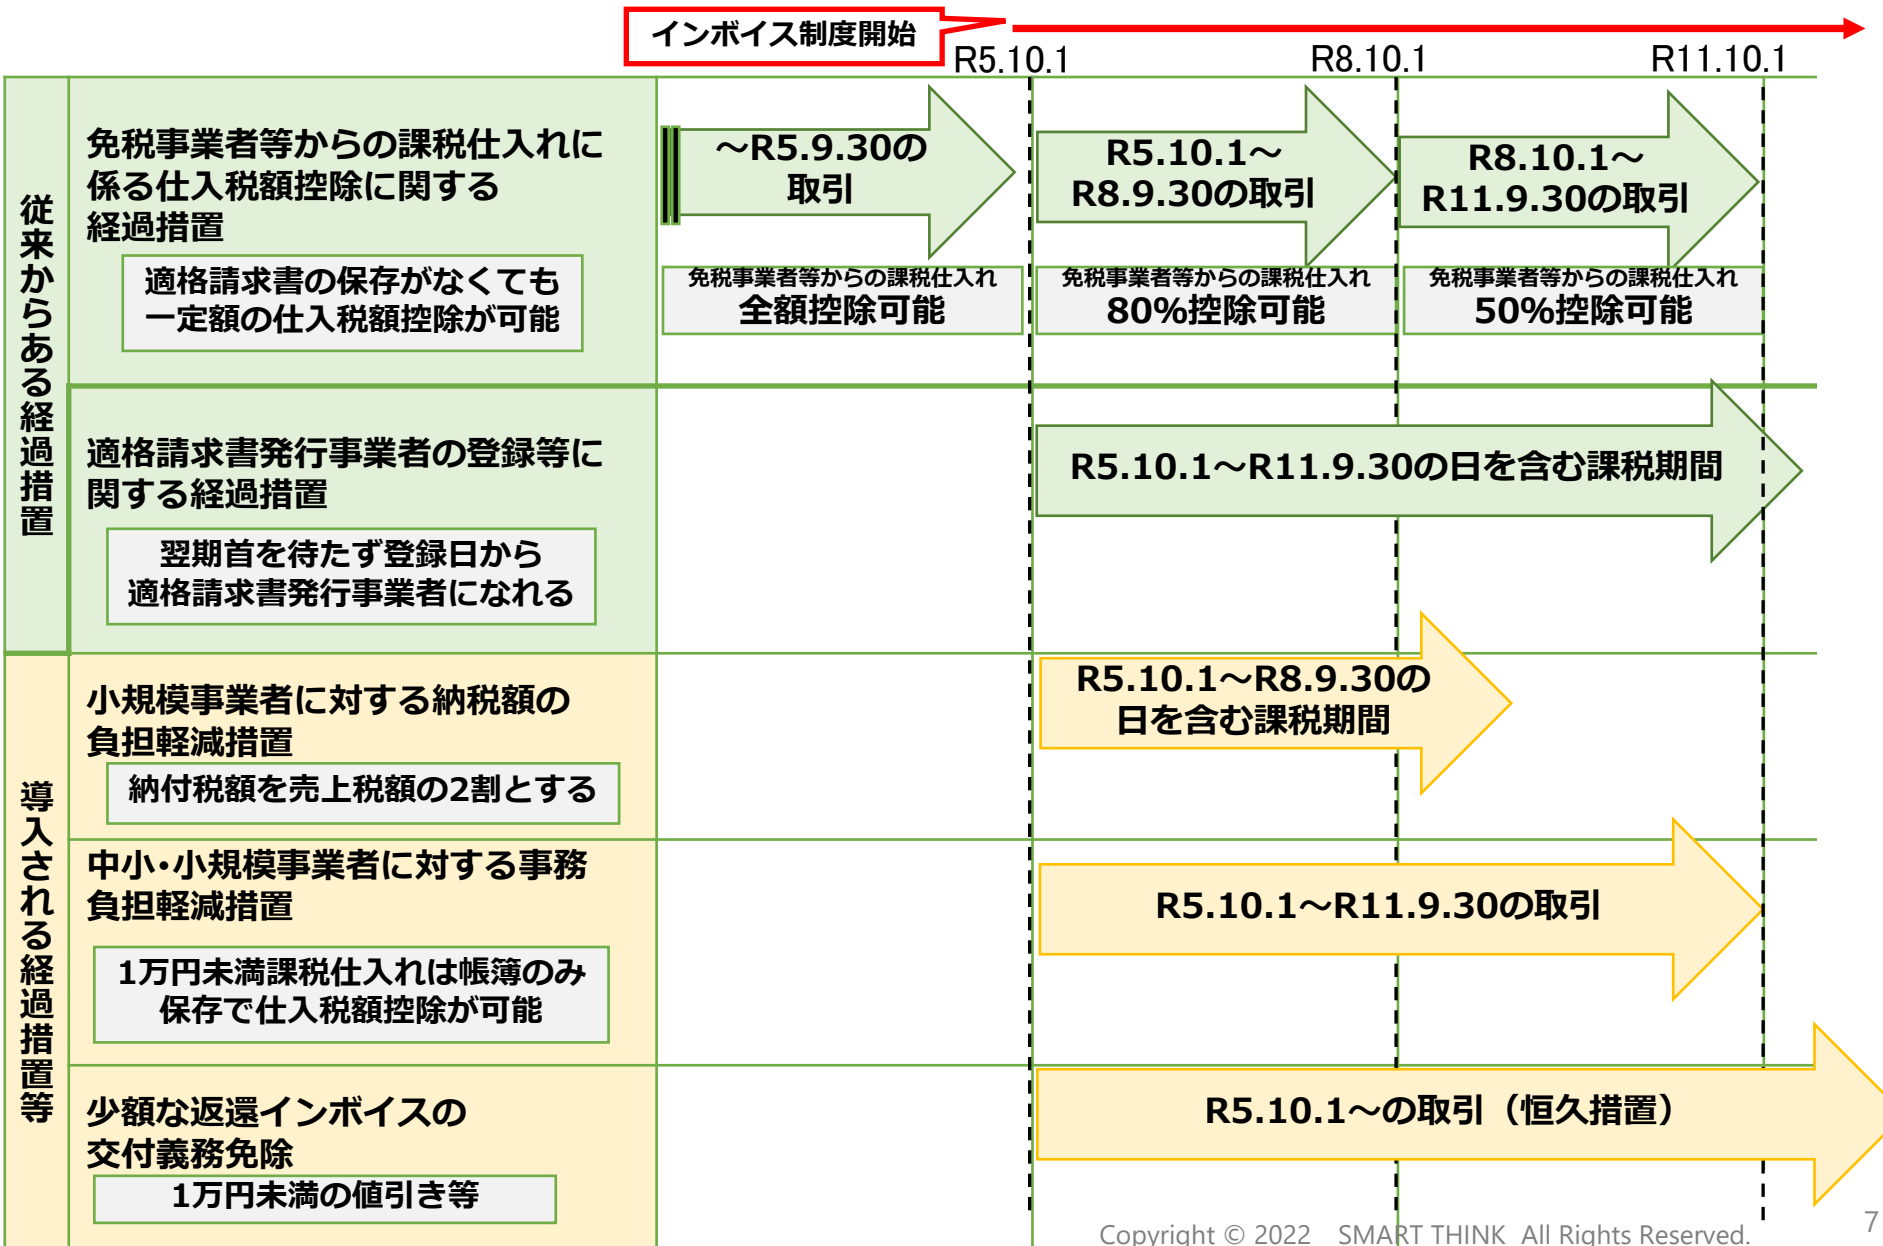 インボイス制度開始
R5.10.1
R8.10.1
R11.10.1
従来からある経過措置
免税事業者等からの課税仕入れに
係る仕入税額控除に関する
経過措置
適格請求書の保存がなくても
一定額の仕入税額控除が可能
～R5.9.30の
取引
免税事業者等からの課税仕入れ
全額控除可能
R5.10.1～
R8.9.30の取引
免税事業者等からの課税仕入れ
80%控除可能
R8.10.1～
R11.9.30の取引
免税事業者等からの課税仕入れ
50%控除可能
適格請求書発行事業者の登録等に
関する経過措置
翌期首を待たず登録日から
適格請求書発行事業者になれる
R5.10.1～R11.9.30の日を含む課税期間
導入される経過措置等
小規模事業者に対する納税額の
負担軽減措置
納付税額を売上税額の2割とする
R5.10.1～R8.9.30の
日を含む課税期間
中小・小規模事業者に対する事務
負担軽減措置
1万円未満課税仕入れは帳簿のみ
保存で仕入税額控除が可能
R5.10.1～R11.9.30の取引
少額な返還インボイスの
交付義務免除
1万円未満の値引き等
R5.10.1～の取引（恒久措置）
Copyright © 2022 SMART THINK All Rights Reserved.
7